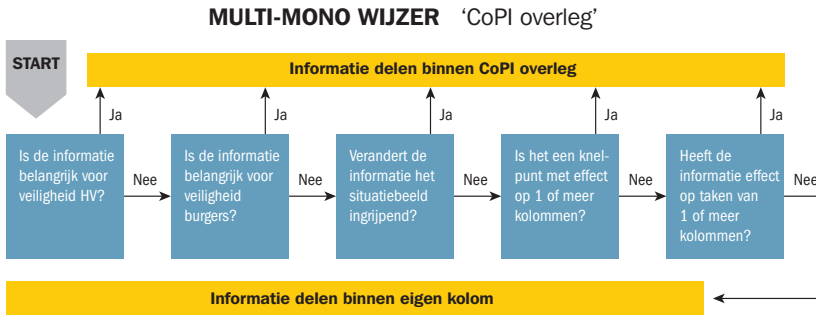 MULTI-MONO WIJZER 'CoPI overleg'
START
Informatie delen binnen CoPI overleg
Ja
Ja
Ja
Ja
Ja
Is de informatie
belangrijk voor
veiligheid HV?
Nee
Is de informatie
belangrijk voor
veiligheid
burgers?
Nee
Verandert de
informatie het
situatiebeeld
ingrijpend?
Nee
Is het een knel-
punt met effect
op 1 of meer
kolommen?
Nee
Heeft de
informatie effect
op taken van
1 of meer
kolommen?
Nee
Informatie delen binnen eigen kolom